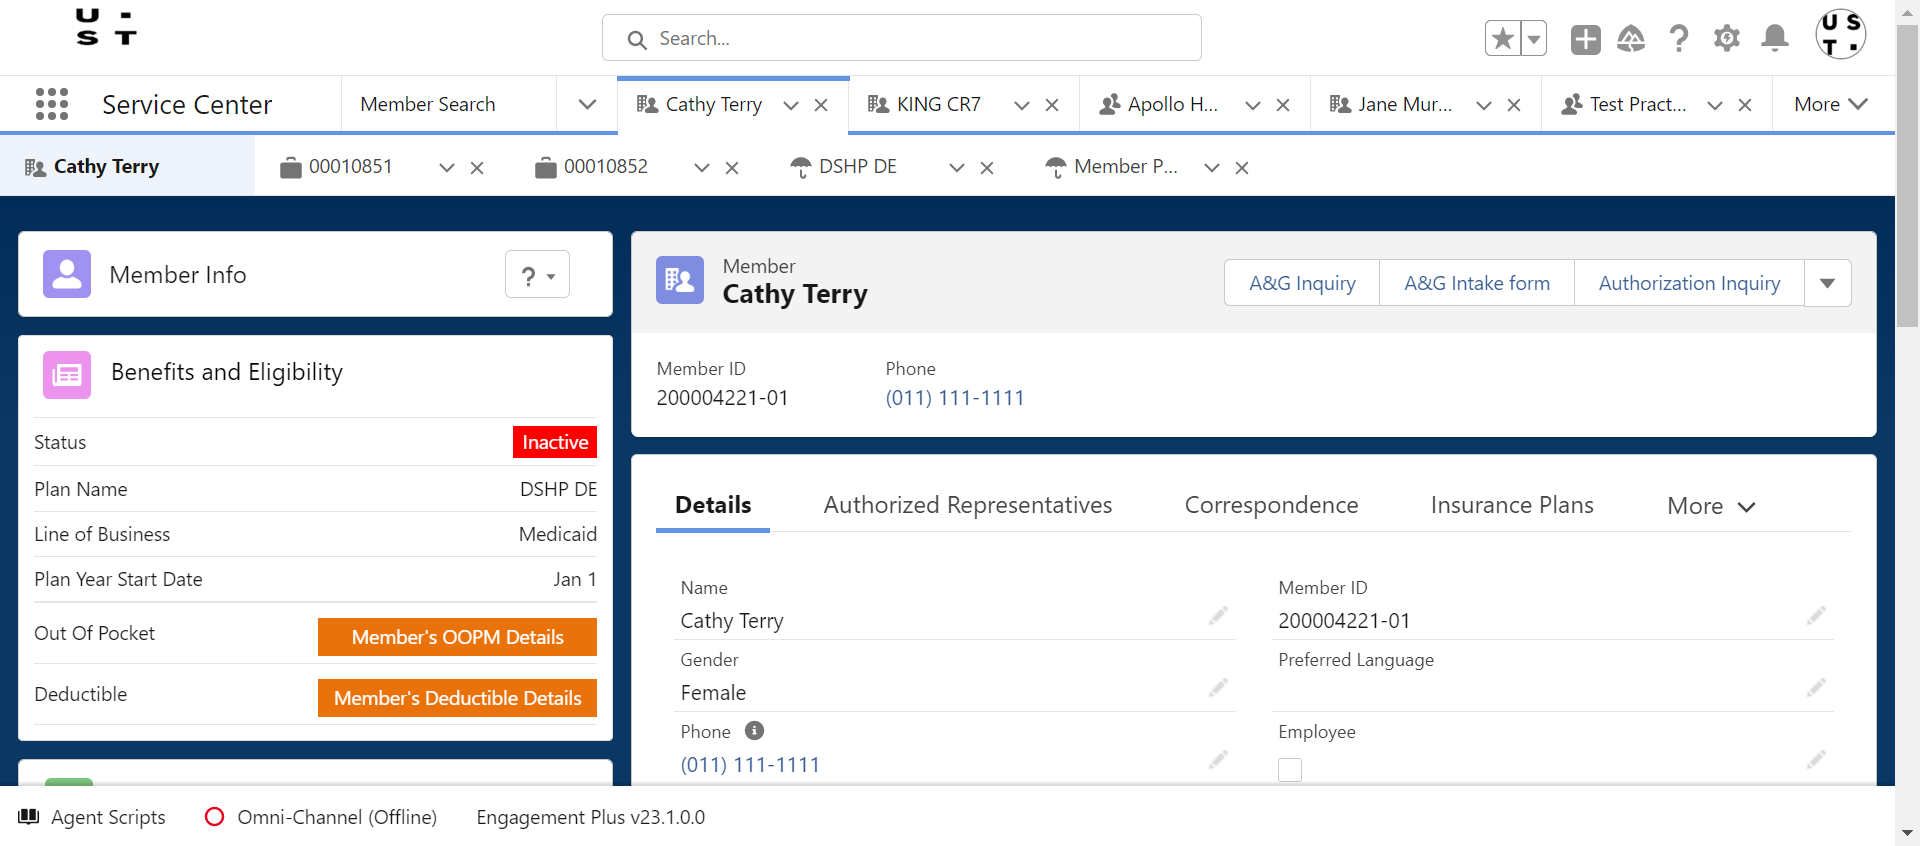 U
S T
Search...
U S
T
Service Center
Member Search
Cathy Terry
KING CR7
Apollo H...
Jane Mur...
Test Pract...
More
Cathy Terry
00010851
00010852
DSHP DE
Member P...
Member Info
?
Member
Cathy Terry
A&G Inquiry
A&G Intake form
Authorization Inquiry
Member ID
200004221-01
Phone
(011) 111-1111
Benefits and Eligibility
Status
Inactive
Plan Name
DSHP DE
Line of Business
Medicaid
Plan Year Start Date
Jan 1
Out Of Pocket
Member's OOPM Details
Deductible
Member's Deductible Details
Details
Authorized Representatives
Correspondence
Insurance Plans
More
Name
Cathy Terry
Member ID
200004221-01
Gender
Female
Preferred Language
Phone
(011) 111-1111
Employee
Agent Scripts
Omni-Channel (Offline)
Engagement Plus v23.1.0.0